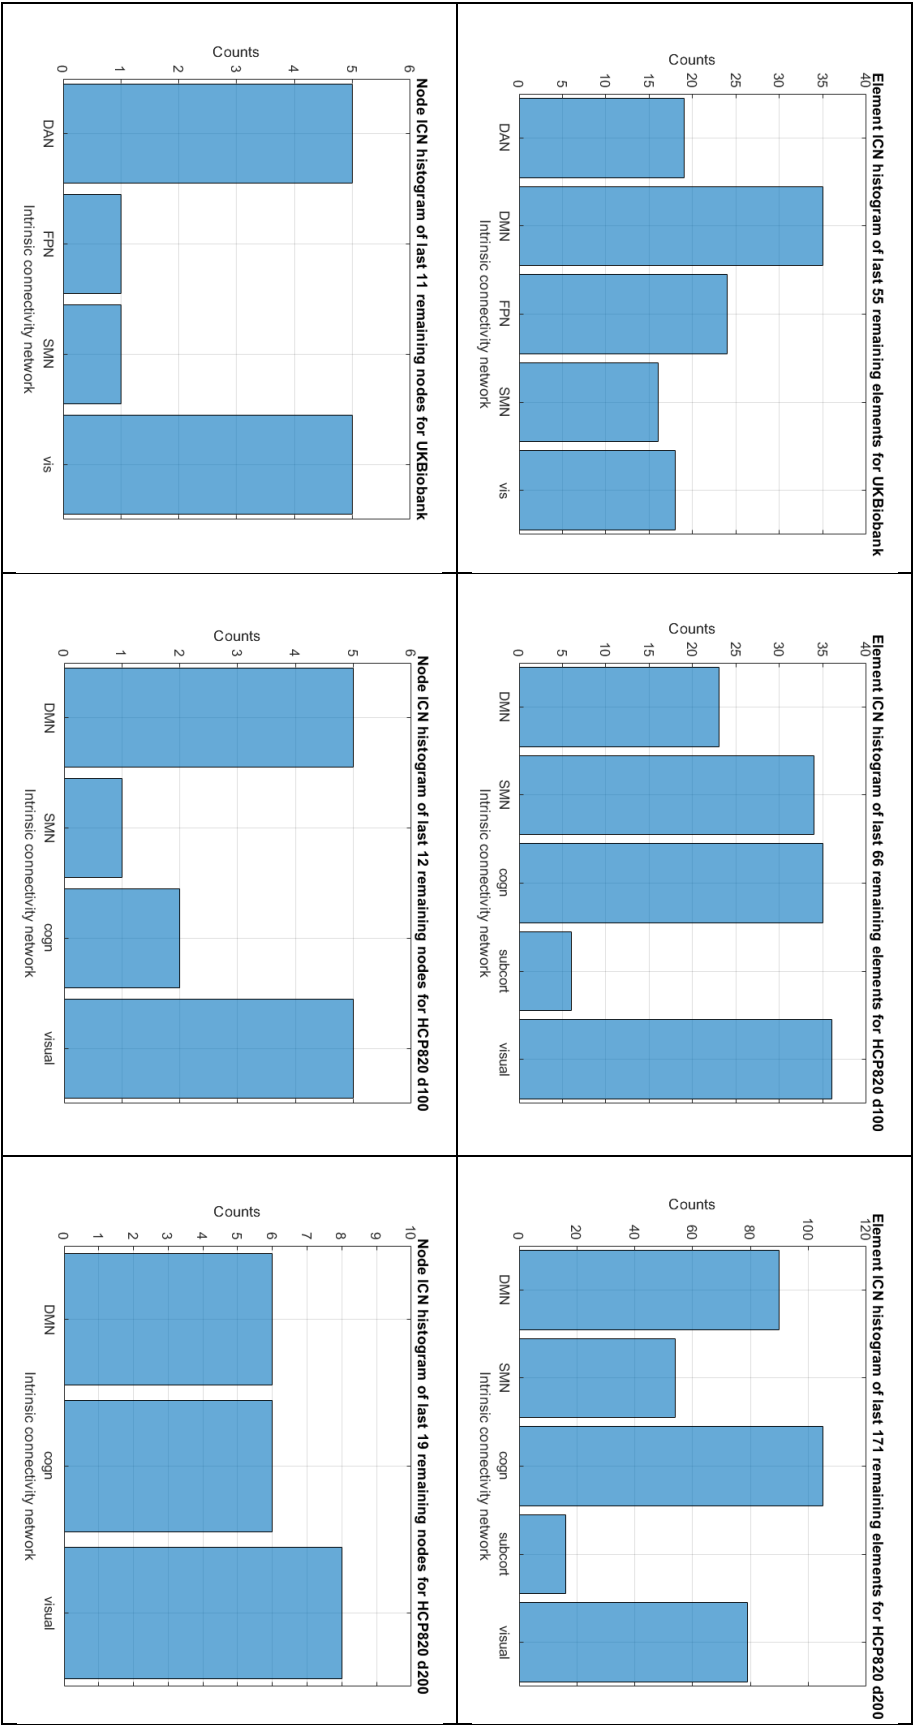 Element ICN histogram of last 55 remaining elements for UKBiobank
40
35
30
25
20
15
10
5
0
Counts
DAN DMN FPN SMN vis
Intrinsic connectivity network
Element ICN histogram of last 66 remaining elements for HCP820 d100
40
35
30
25
20
15
10
5
0
Counts
DMN SMN cogn subcort visual
Intrinsic connectivity network
Element ICN histogram of last 171 remaining elements for HCP820 d200
120
100
80
60
40
20
0
Counts
DMN SMN cogn subcort visual
Intrinsic connectivity network
Node ICN histogram of last 11 remaining nodes for UKBiobank
6
5
4
3
2
1
0
Counts
DAN FPN SMN vis
Intrinsic connectivity network
Node ICN histogram of last 12 remaining nodes for HCP820 d100
6
5
4
3
2
1
0
Counts
DMN SMN cogn visual
Intrinsic connectivity network
Node ICN histogram of last 19 remaining nodes for HCP820 d200
10
9
8
7
6
5
4
3
2
1
0
Counts
DMN cogn visual
Intrinsic connectivity network